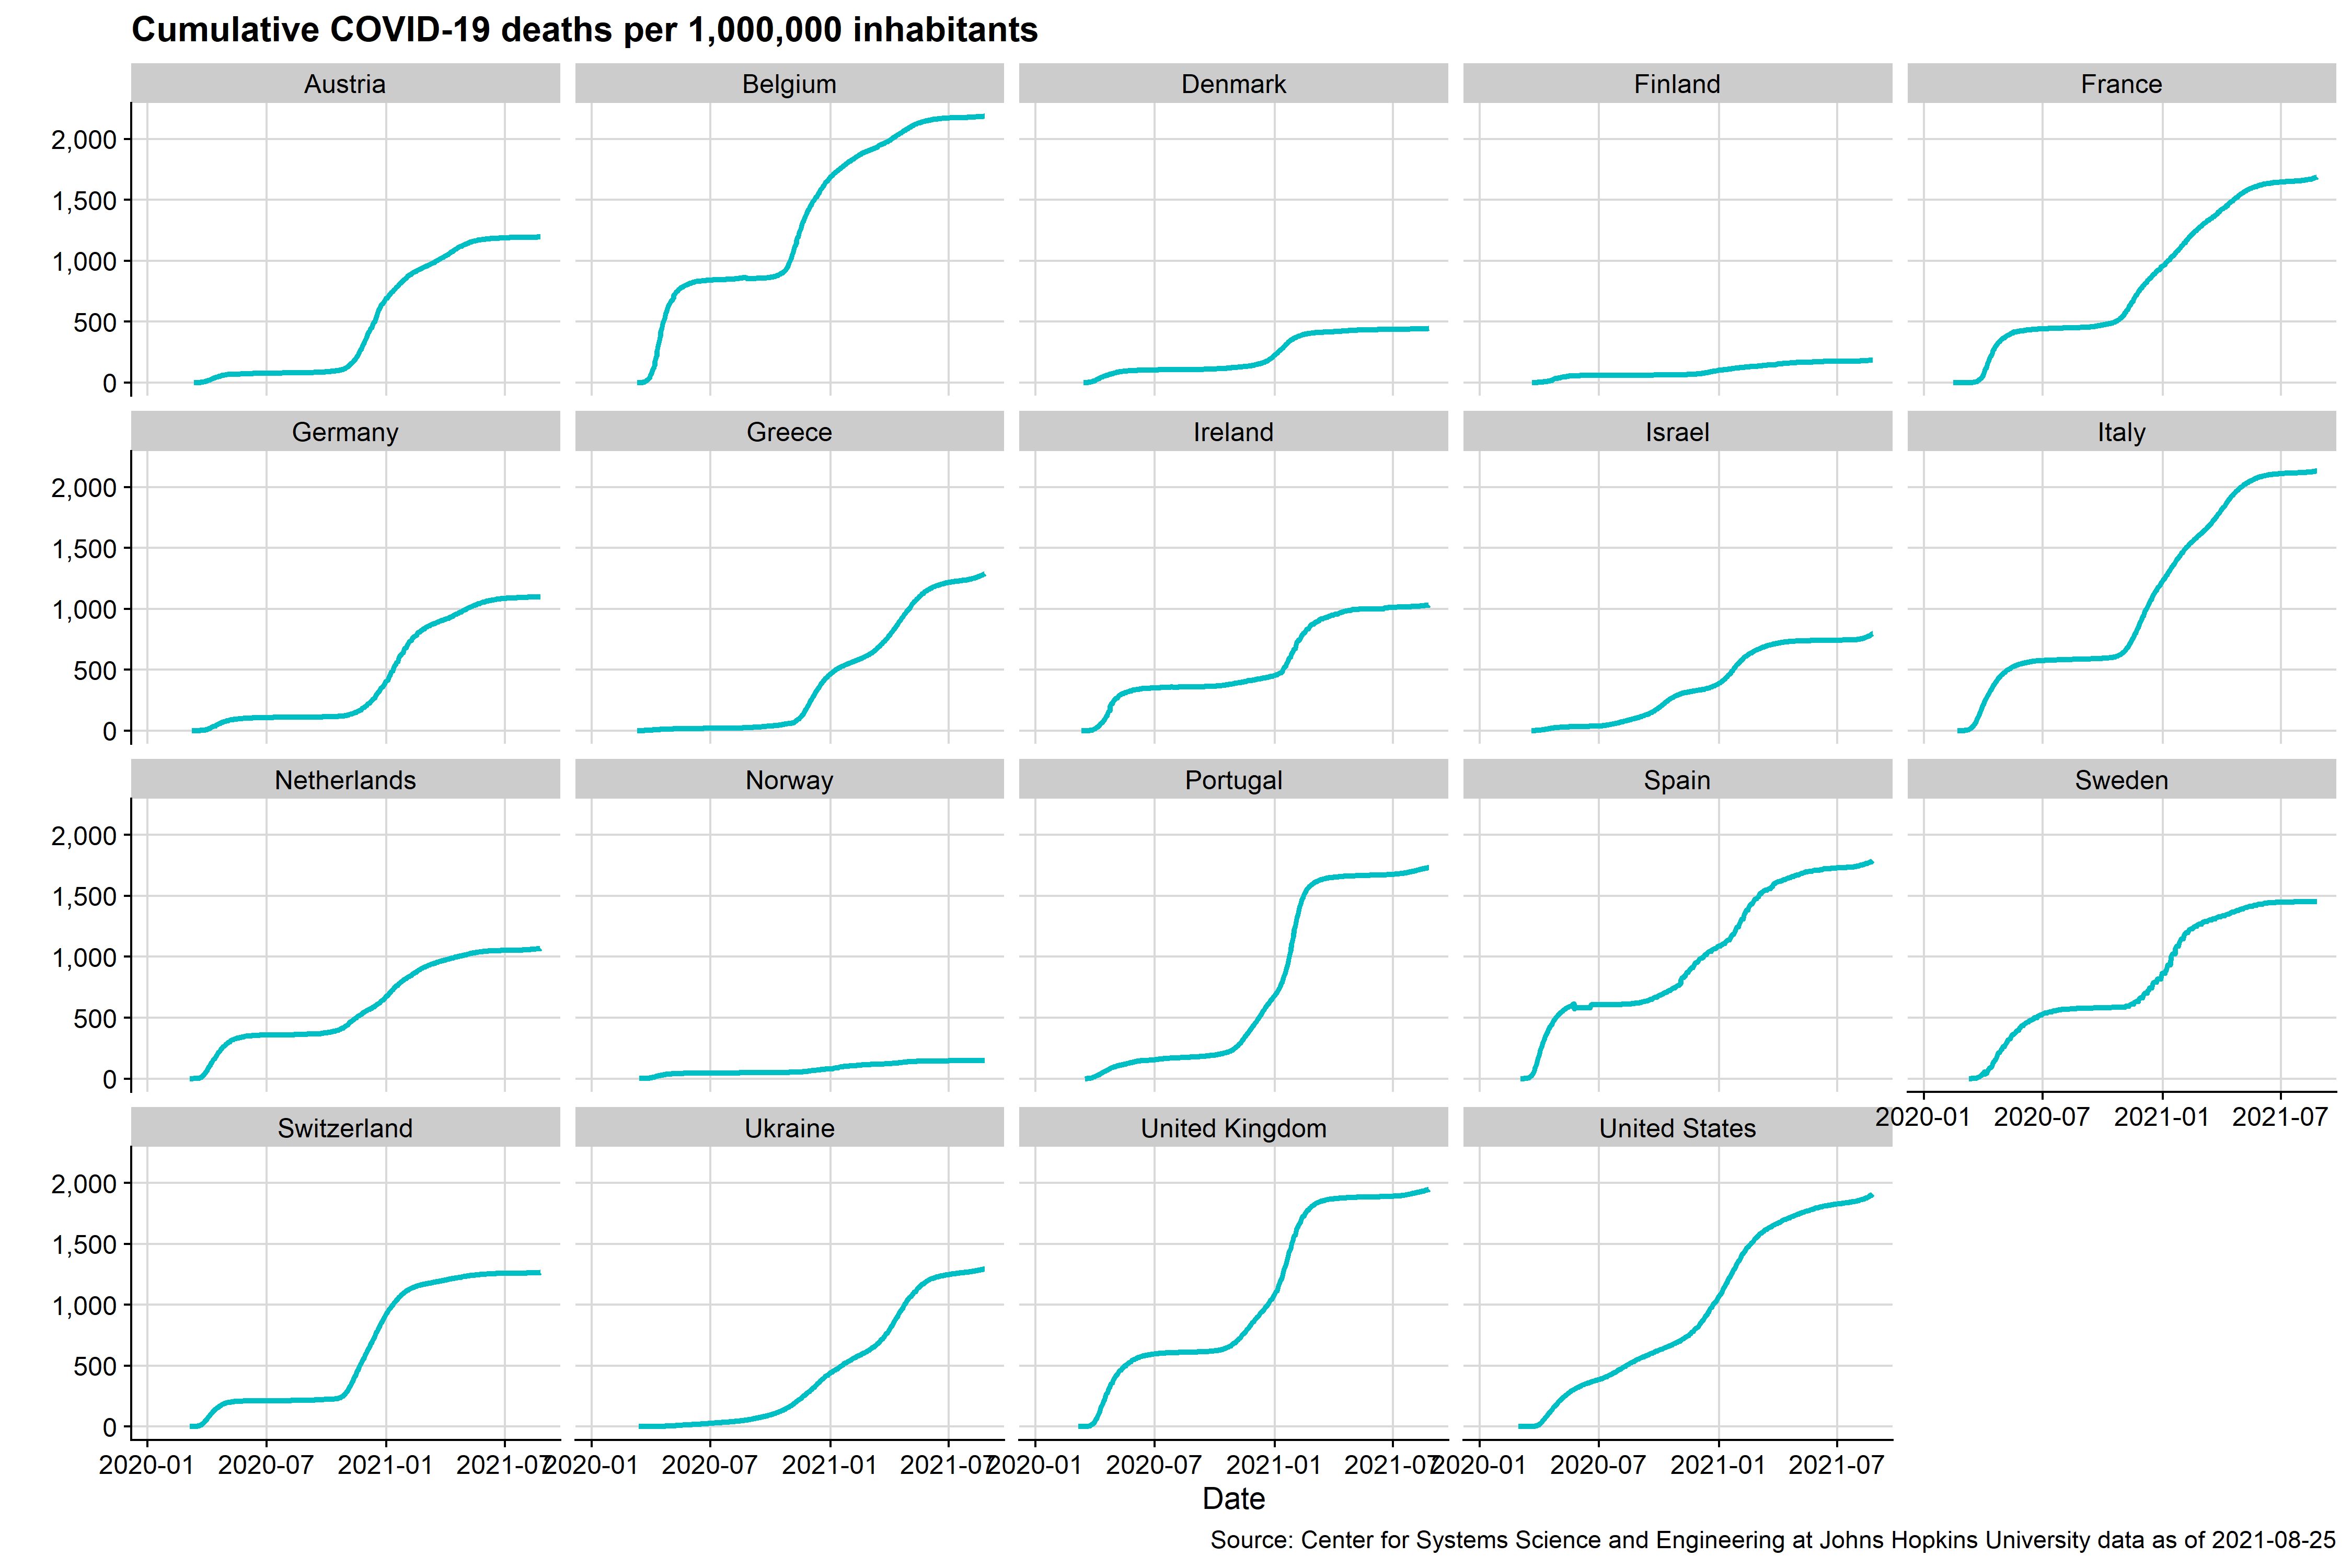 Cumulative COVID-19 deaths per 1,000,000 inhabitants
Austria Belgium Denmark Finland France
2,000
1,500
1,000
500
0
Germany Greece Ireland Israel Italy
2,000
1,500
1,000
500
0
Netherlands Norway Portugal Spain Sweden
2,000
1,500
1,000
500
0
2020-01 2020-07 2021-01 2021-07
Switzerland Ukraine United Kingdom United States
2,000
1,500
1,000
500
0
2020-01 2020-07 2021-01 2021-07 2020-01 2020-07 2021-01 2021-07 2020-01 2020-07 2021-01 2021-07 2020-01 2020-07 2021-01 2021-07
Date
Source: Center for Systems Science and Engineering at Johns Hopkins University data as of 2021-08-25